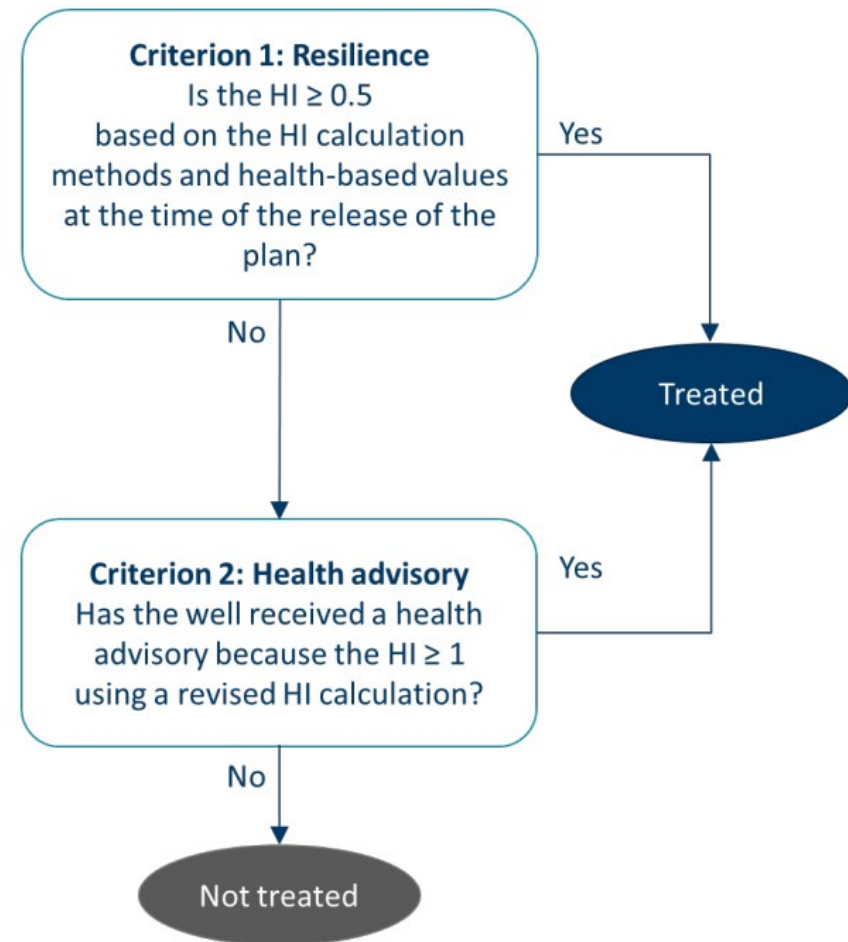 Criterion 1: Resilience
Is the HI ≥ 0.5
based on the HI calculation
methods and health-based values
at the time of the release of the
plan?
Yes
No
Treated
Criterion 2: Health advisory
Has the well received a health
advisory because the HI ≥ 1
using a revised HI calculation?
Yes
No
Not treated